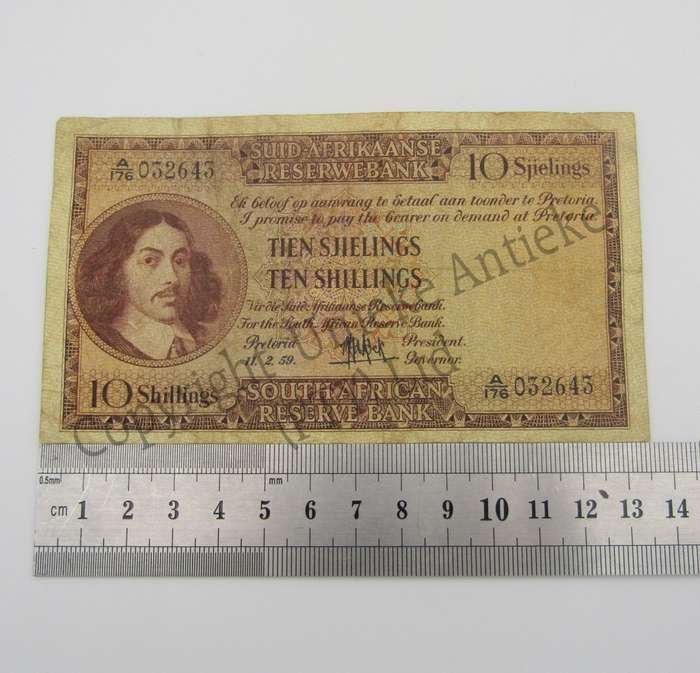 A/176 032643
SUID-AFRIKAANSE
RESERWEBANK
10 Sjielings
Ek beloof op aanvraag te betaal aan toonder te Pretoria.
I promise to pay the bearer on demand at Pretoria.
TIEN SJIELINGS
TEN SHILLINGS
Vir die Suid-Afrikaanse Reserwebank.
For the South African Reserve Bank.
Pretoria President.
11.2.59. Governor.
10 Shillings
SOUTH AFRICAN
RESERVE BANK
A/176 032643
0.5mm mm
cm 1 2 3 4 5 6 7 8 9 10 11 12 13 14
Copyright
Antieke